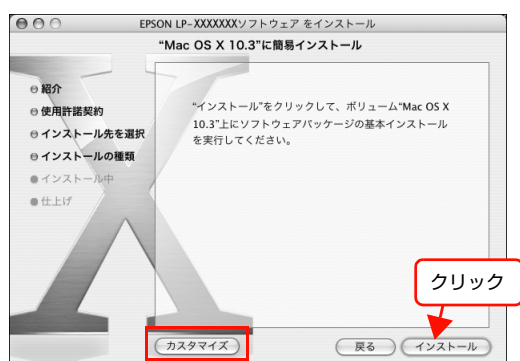 EPSON LP-XXXXXXXソフトウェア をインストール
“Mac OS X 10.3”に簡易インストール
紹介
使用許諾契約
インストール先を選択
インストールの種類
インストール中
仕上げ
“インストール”をクリックして、ボリューム“Mac OS X
10.3”上にソフトウェアパッケージの基本インストール
を実行してください。
クリック
カスタマイズ
戻る
インストール